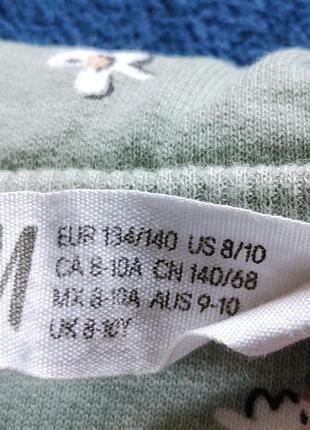 EUR 134/140 US 8/10
CA 8-10A CN 140/68
MX 8-10A AUS 9-10
UK 8-10Y